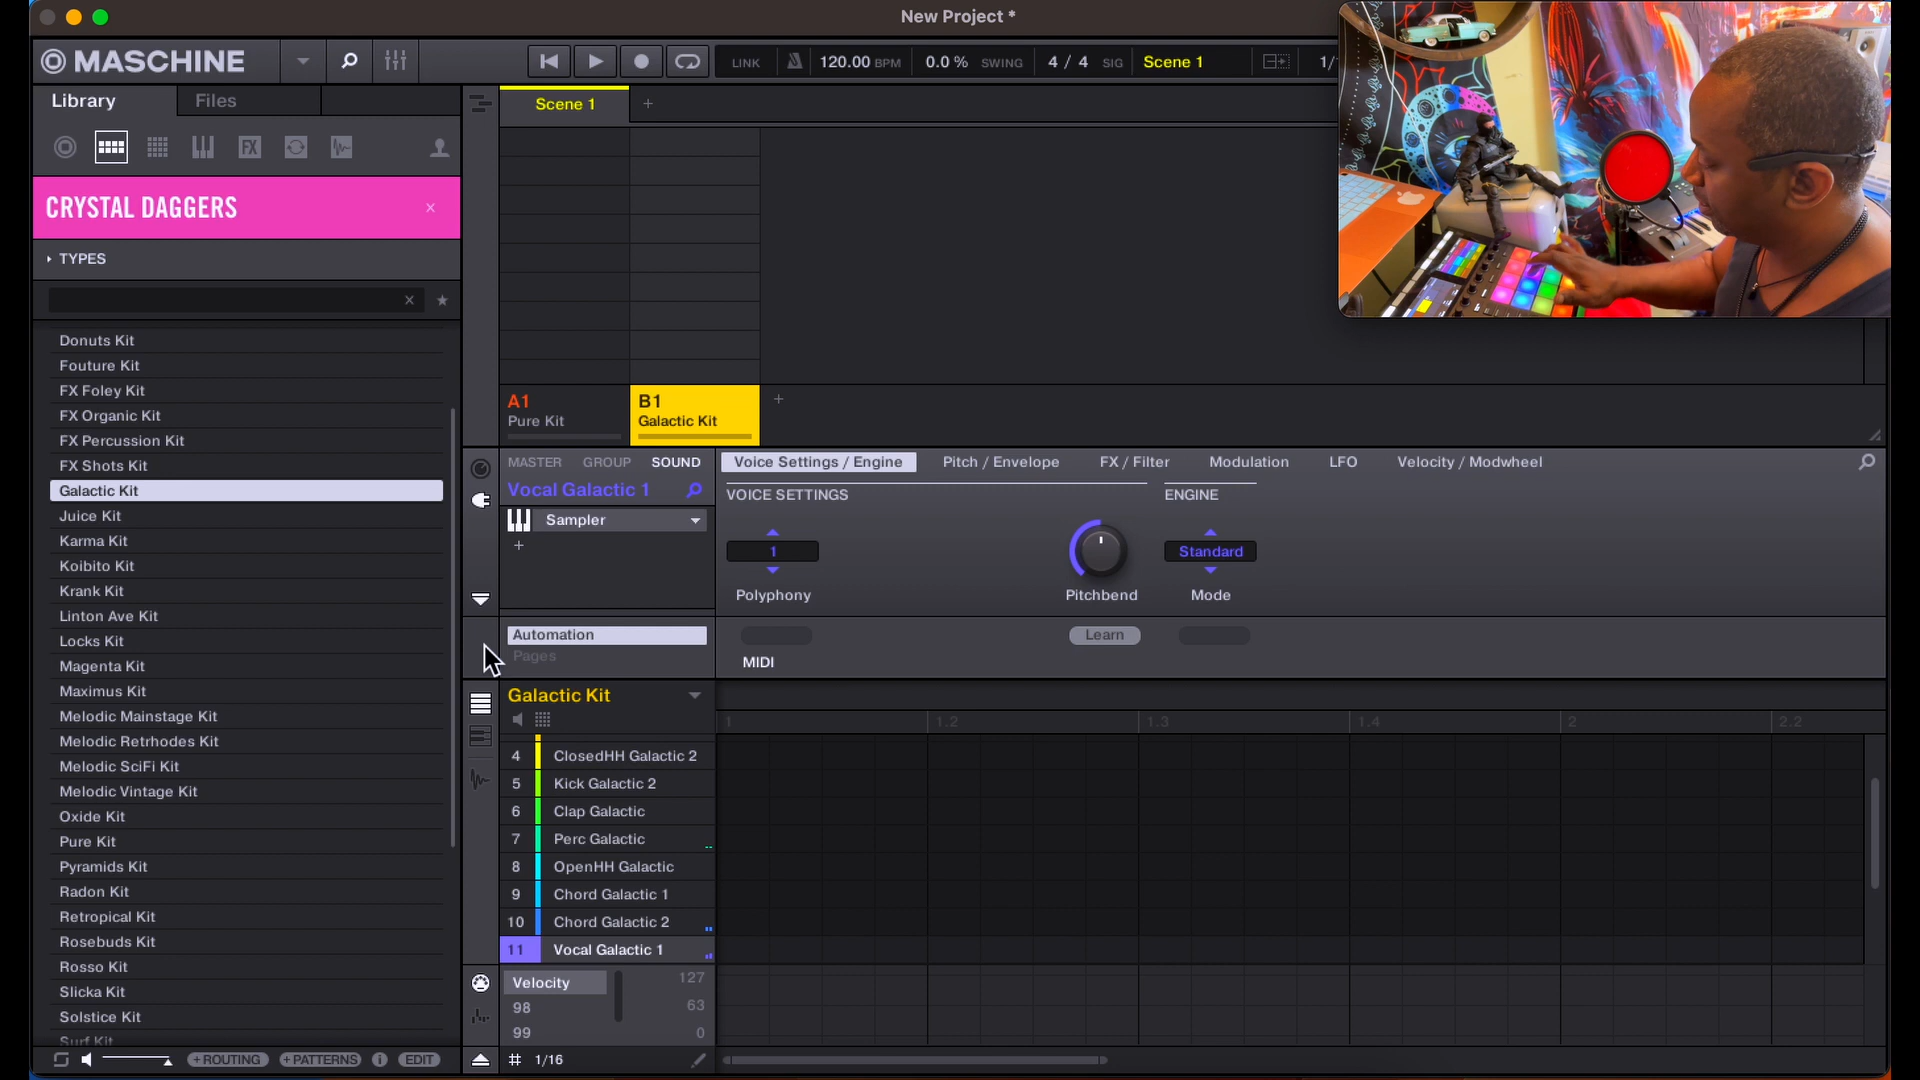 New Project *
MASCHINE
LINK
120.00 BPM
0.0 % SWING
4 / 4 SIG
Scene 1
1/
Library
Files
FX
CRYSTAL DAGGERS
TYPES
Donuts Kit
Fouture Kit
FX Foley Kit
FX Organic Kit
FX Percussion Kit
FX Shots Kit
Galactic Kit
Juice Kit
Karma Kit
Koibito Kit
Krank Kit
Linton Ave Kit
Locks Kit
Magenta Kit
Maximus Kit
Melodic Mainstage Kit
Melodic Retrhodes Kit
Melodic SciFi Kit
Melodic Vintage Kit
Oxide Kit
Pure Kit
Pyramids Kit
Radon Kit
Retropical Kit
Rosebuds Kit
Rosso Kit
Slicka Kit
Solstice Kit
Surf Kit
+ROUTING
+PATTERNS
EDIT
Scene 1
+
A1
Pure Kit
B1
Galactic Kit
+
MASTER GROUP SOUND
Vocal Galactic 1
Sampler
+
Automation
Pages
Voice Settings / Engine
Pitch / Envelope
FX / Filter
Modulation
LFO
Velocity / Modwheel
VOICE SETTINGS
ENGINE
1
Standard
Polyphony
Pitchbend
Mode
Learn
MIDI
Galactic Kit
1 1.2 1.3 1.4 2 2.2
4 ClosedHH Galactic 2
5 Kick Galactic 2
6 Clap Galactic
7 Perc Galactic
8 OpenHH Galactic
9 Chord Galactic 1
10 Chord Galactic 2
11 Vocal Galactic 1
Velocity 127
98 63
99 0
1/16